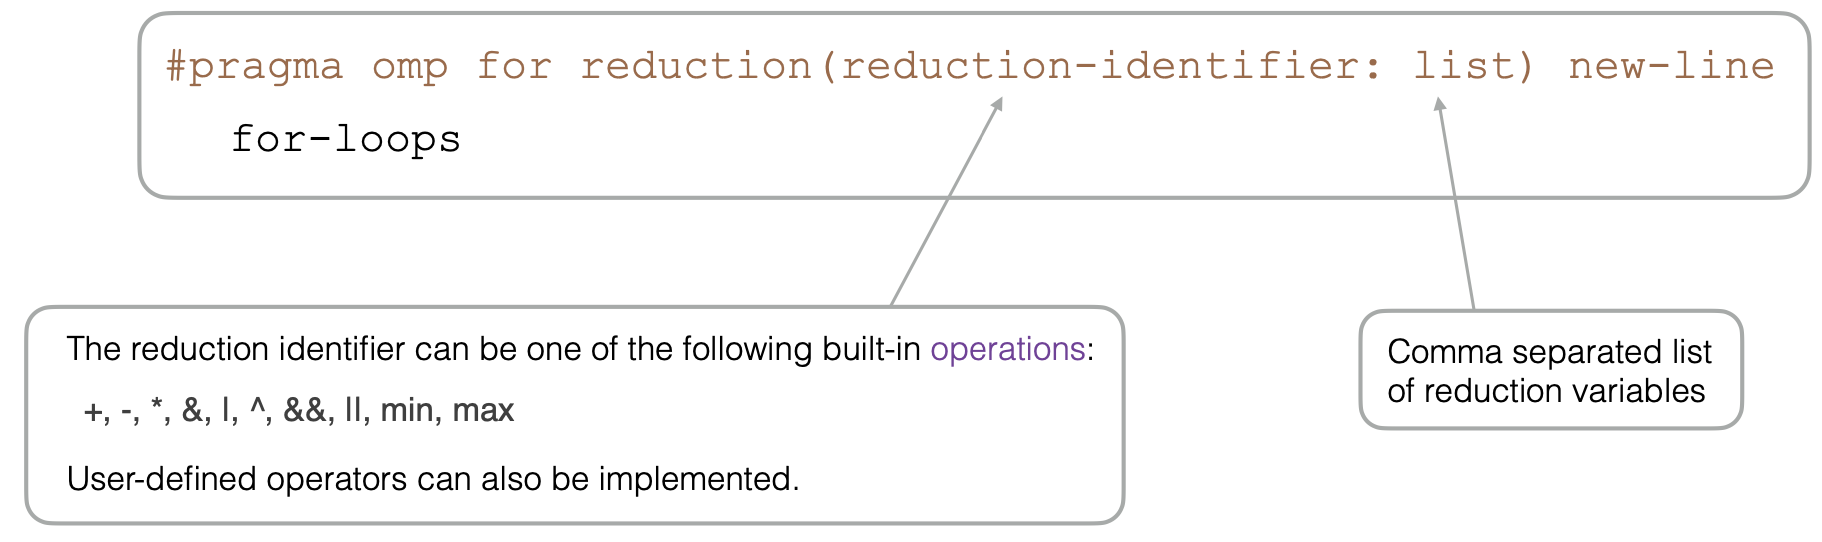 #pragma omp for reduction(reduction-identifier: list) new-line
for-loops
The reduction identifier can be one of the following built-in operations:
+, -, *, &, |, ^, &&, ||, min, max
User-defined operators can also be implemented.
Comma separated list
of reduction variables